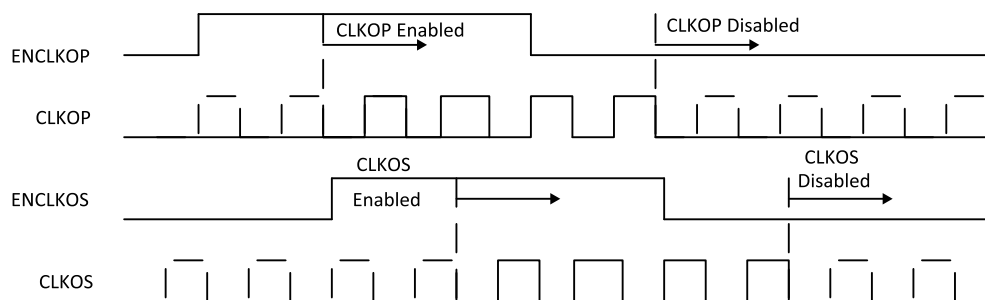 CLKOP Enabled
CLKOP Disabled
ENCLKOP
CLKOP
CLKOS
Enabled
CLKOS
Disabled
ENCLKOS
CLKOS